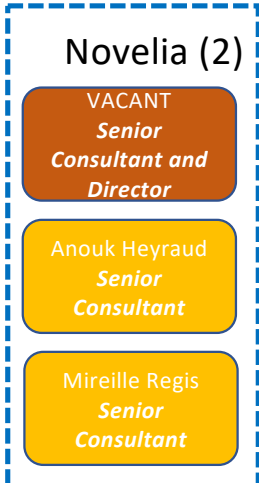 Novelia (2)
VACANT
Senior
Consultant and
Director
Anouk Heyraud
Senior
Consultant
Mireille Regis
Senior
Consultant